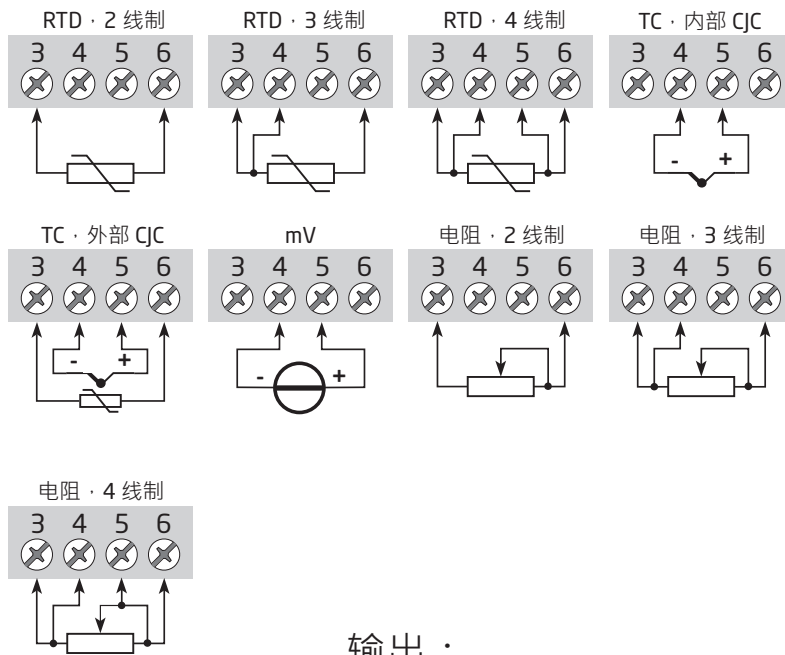 RTD · 2 线制
3 4 5 6
RTD · 3 线制
3 4 5 6
RTD · 4 线制
3 4 5 6
TC · 内部 CJC
3 4 5 6
- +
TC · 外部 CJC
3 4 5 6
- +
mV
3 4 5 6
- +
电阻 · 2 线制
3 4 5 6
电阻 · 3 线制
3 4 5 6
电阻 · 4 线制
3 4 5 6
输出：